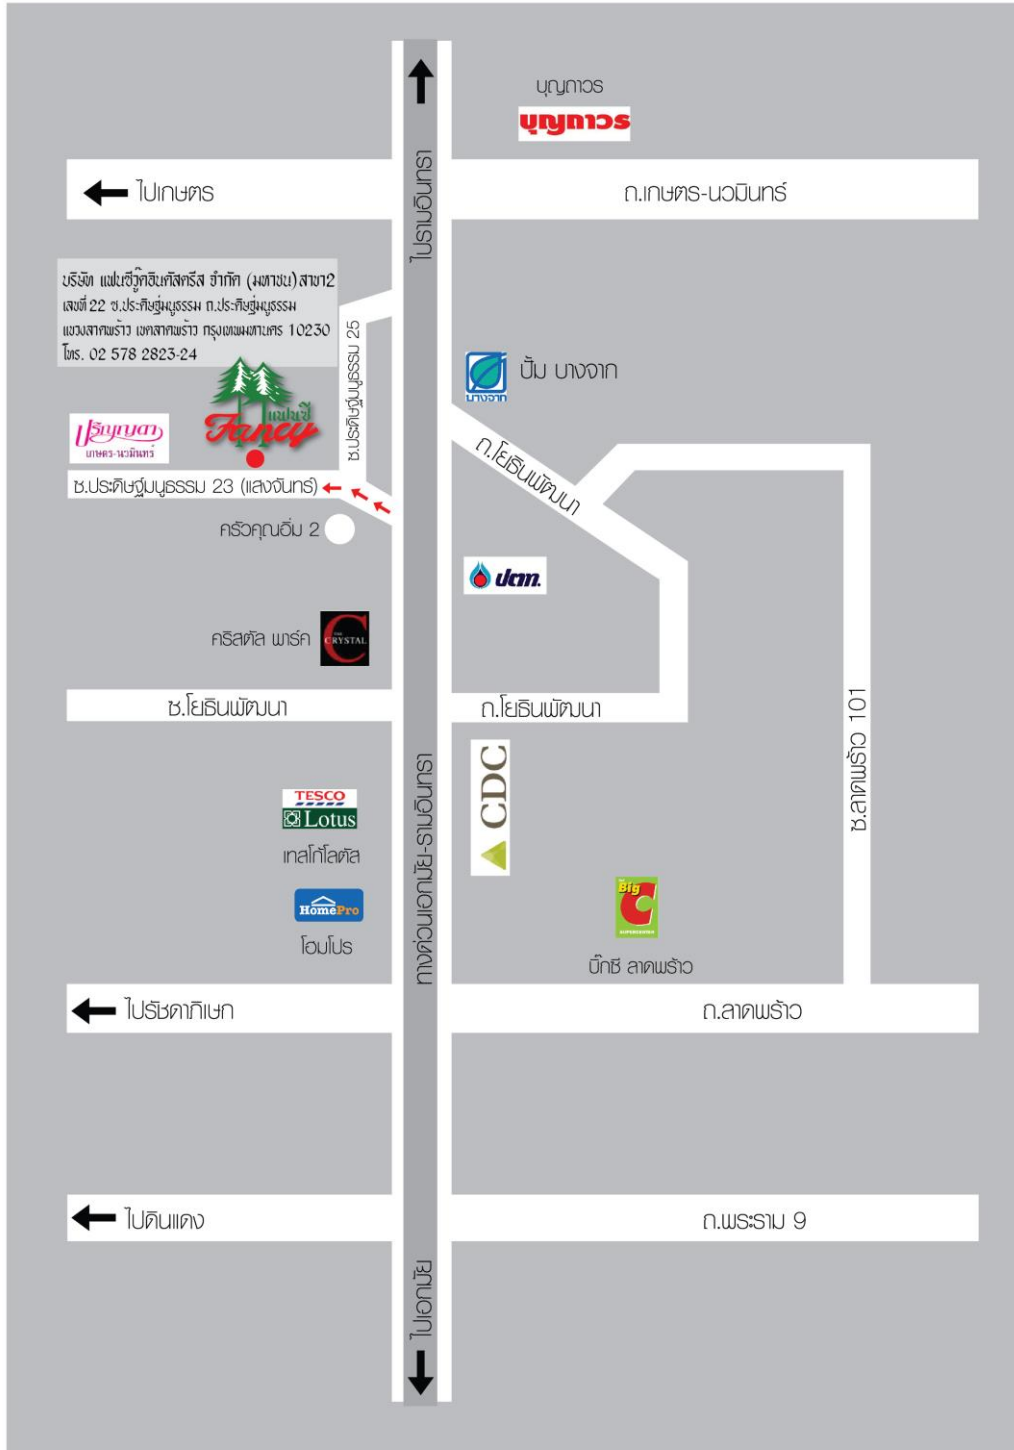 บุญถาวร
บุญถาวร
ไปรามอินทรา
ไปเกษตร
ถ.เกษตร-นวมินทร์
บริษัท แฟนซีวู๊ดอินดัสตรีส จำกัด (มหาชน) สาขา2
เลขที่ 22 ซ.ประดิษฐ์มนูธรรม ถ.ประดิษฐ์มนูธรรม
แขวงลาดพร้าว เขตลาดพร้าว กรุงเทพมหานคร 10230
โทร. 02 578 2823-24
ซ.ประดิษฐ์มนูธรรม 25
บางจาก
ปั้ม บางจาก
แฟนซี
Fancy
ปริญญดา
เกษตร-นวมินทร์
ถ.โยธินพัฒนา
ซ.ประดิษฐ์มนูธรรม 23 (แสงจันทร์)
ครัวคุณอิ่ม 2
ปตท.
คริสตัล พาร์ค
THE
CRYSTAL
ซ.โยธินพัฒนา
ถ.โยธินพัฒนา
ซ.ลาดพร้าว 101
ทางด่วนเอกมัย-รามอินทรา
CDC
TESCO
Lotus
เทสโก้โลตัส
HomePro
โฮมโปร
Big
C
SUPERCENTER
บิ๊กซี ลาดพร้าว
ไปรัชดาภิเษก
ถ.ลาดพร้าว
ไปดินแดง
ถ.พระราม 9
ไปเอกมัย